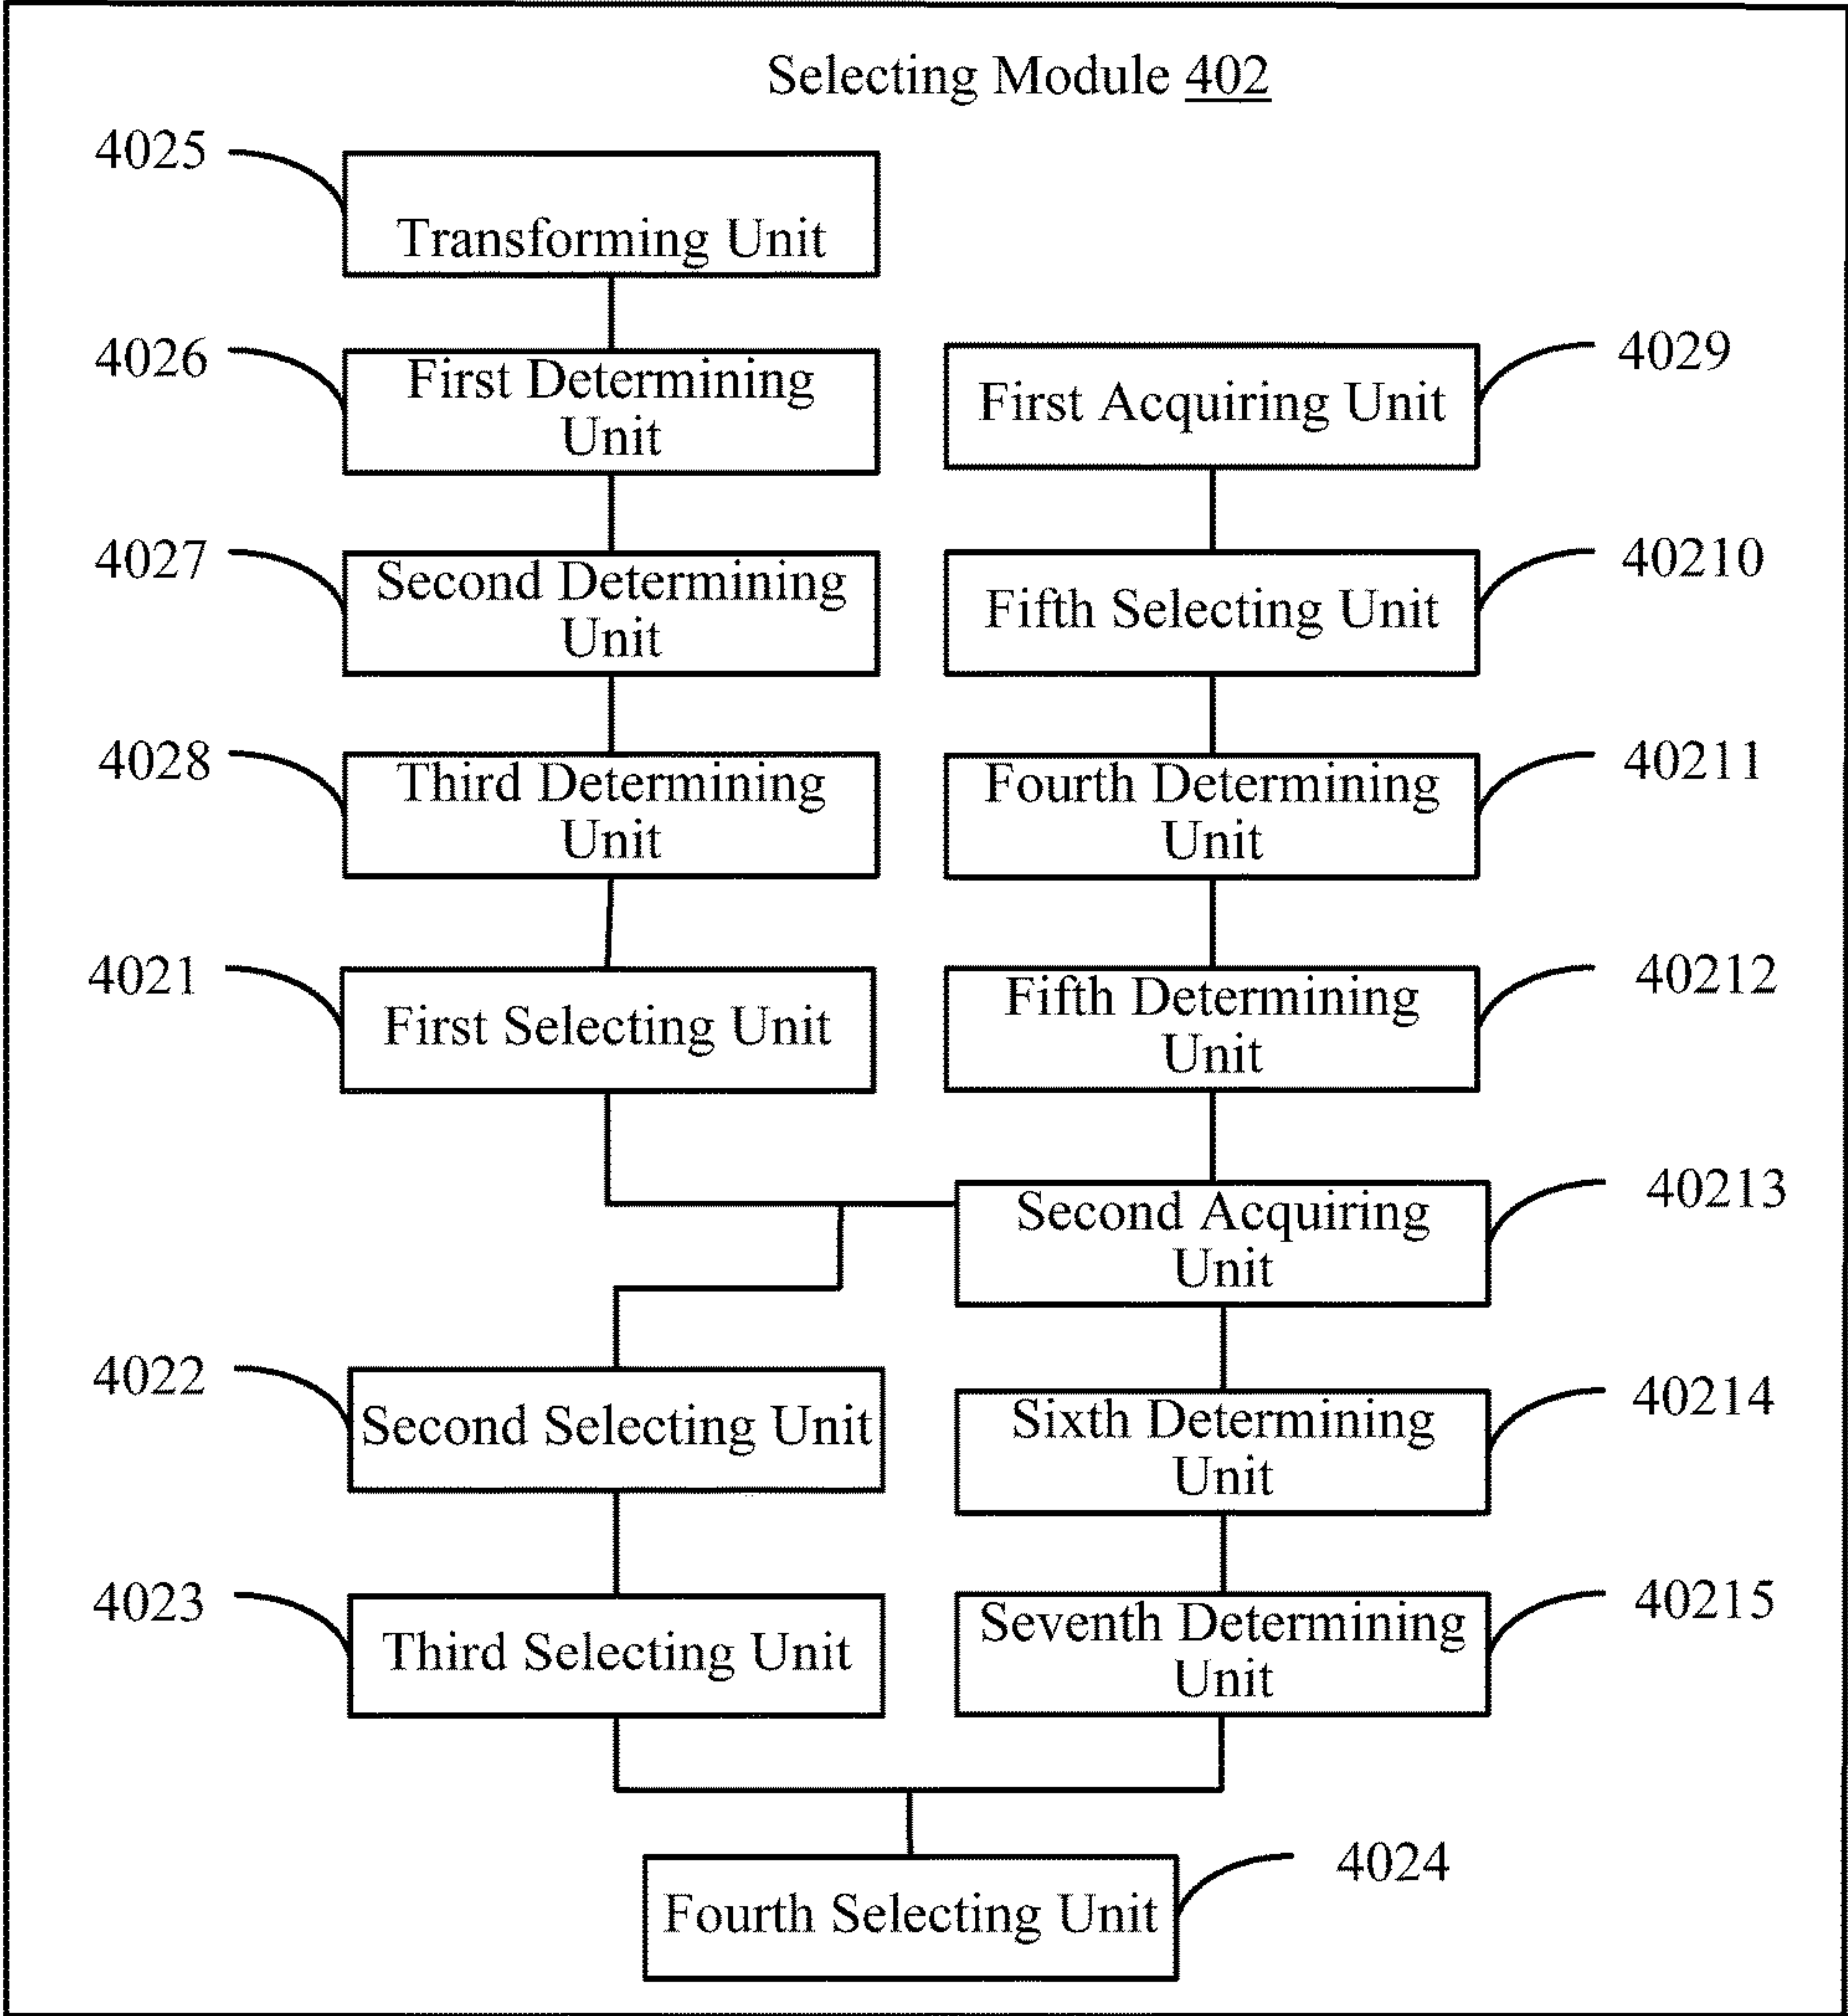 Selecting Module 402
4025
Transforming Unit
4026
First Determining
Unit
First Acquiring Unit
4029
4027
Second Determining
Unit
Fifth Selecting Unit
40210
4028
Third Determining
Unit
Fourth Determining
Unit
40211
4021
First Selecting Unit
Fifth Determining
Unit
40212
Second Acquiring
Unit
40213
4022
Second Selecting Unit
Sixth Determining
Unit
40214
4023
Third Selecting Unit
Seventh Determining
Unit
40215
4024
Fourth Selecting Unit